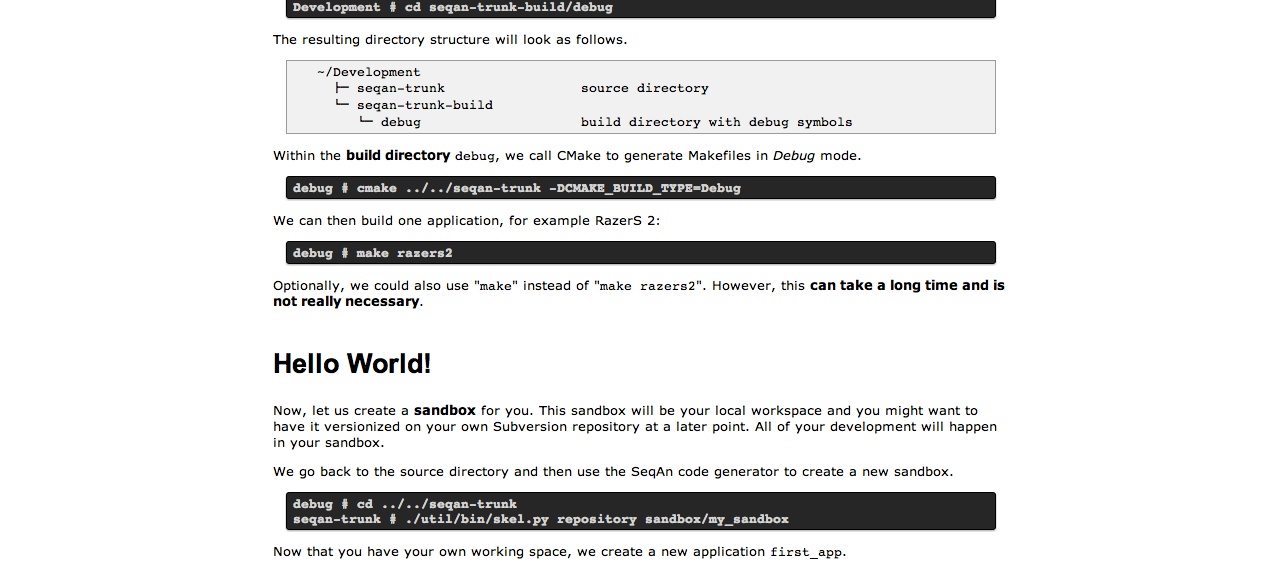 Development # cd seqan-trunk-build/debug
The resulting directory structure will look as follows.
~/Development
├─ seqan-trunk                 source directory
└─ seqan-trunk-build
└─ debug                    build directory with debug symbols
Within the build directory debug, we call CMake to generate Makefiles in Debug mode.
debug # cmake ../../seqan-trunk -DCMAKE_BUILD_TYPE=Debug
We can then build one application, for example RazerS 2:
debug # make razers2
Optionally, we could also use "make" instead of "make razers2". However, this can take a long time and is
not really necessary.
Hello World!
Now, let us create a sandbox for you. This sandbox will be your local workspace and you might want to
have it versionized on your own Subversion repository at a later point. All of your development will happen
in your sandbox.
We go back to the source directory and then use the SeqAn code generator to create a new sandbox.
debug # cd ../../seqan-trunk
seqan-trunk # ./util/bin/skel.py repository sandbox/my_sandbox
Now that you have your own working space, we create a new application first_app.